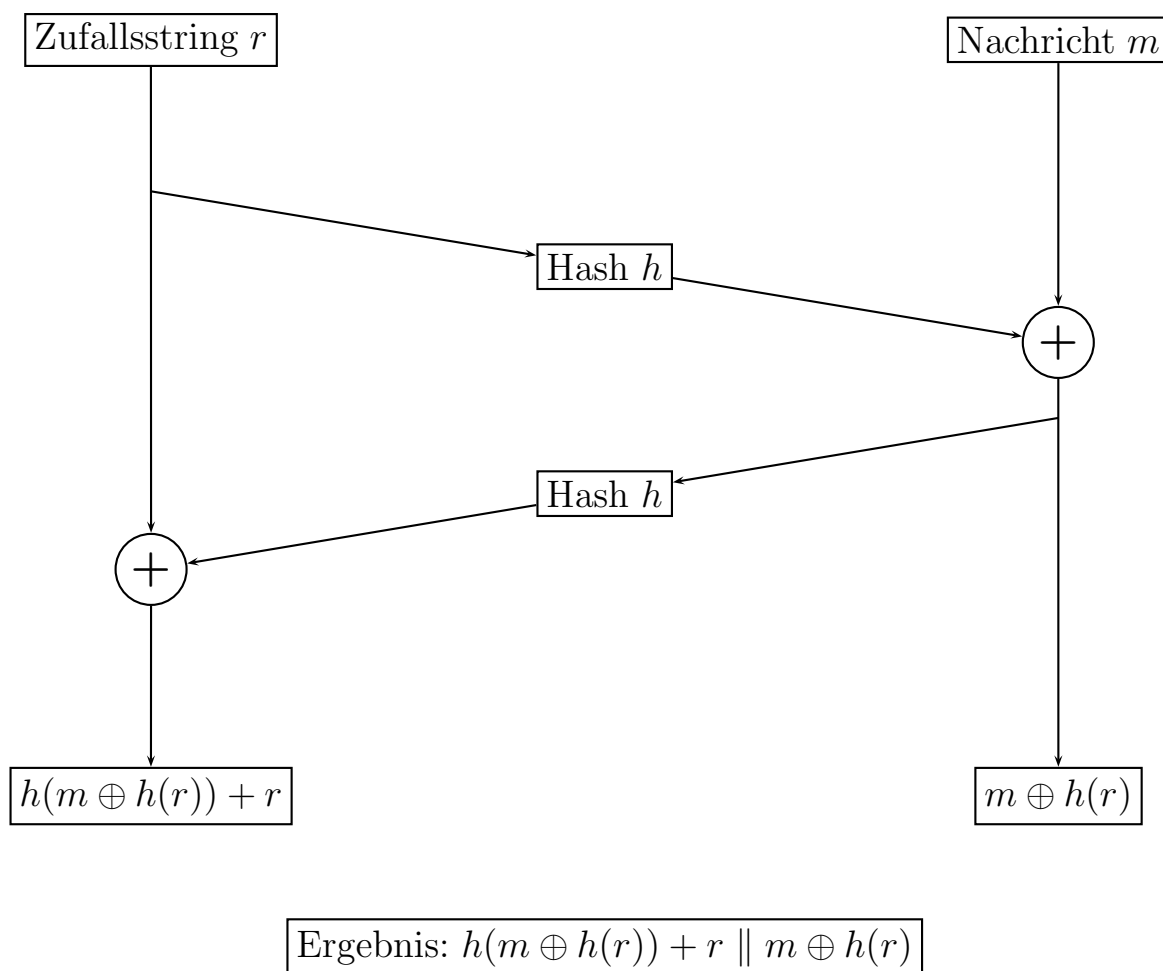 Zufallsstring r
Nachricht m
Hash h
+
Hash h
+
h(m ⊕ h(r)) + r
m ⊕ h(r)
Ergebnis: h(m ⊕ h(r)) + r ∥ m ⊕ h(r)